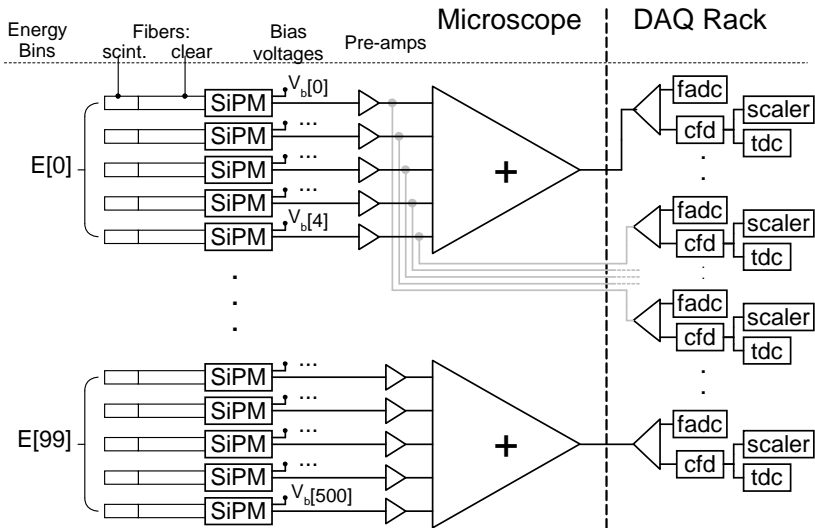 Microscope DAQ Rack
Energy Bins
Fibers:
scint. clear
Bias voltages
Pre-amps
SiPM V_b[0]
SiPM ...
SiPM ...
SiPM ...
SiPM V_b[4]
E[0]
+
fadc
cfd
scaler
tdc
fadc
cfd
scaler
tdc
fadc
cfd
scaler
tdc
SiPM ...
SiPM ...
SiPM ...
SiPM ...
SiPM V_b[500]
E[99]
+
fadc
cfd
scaler
tdc